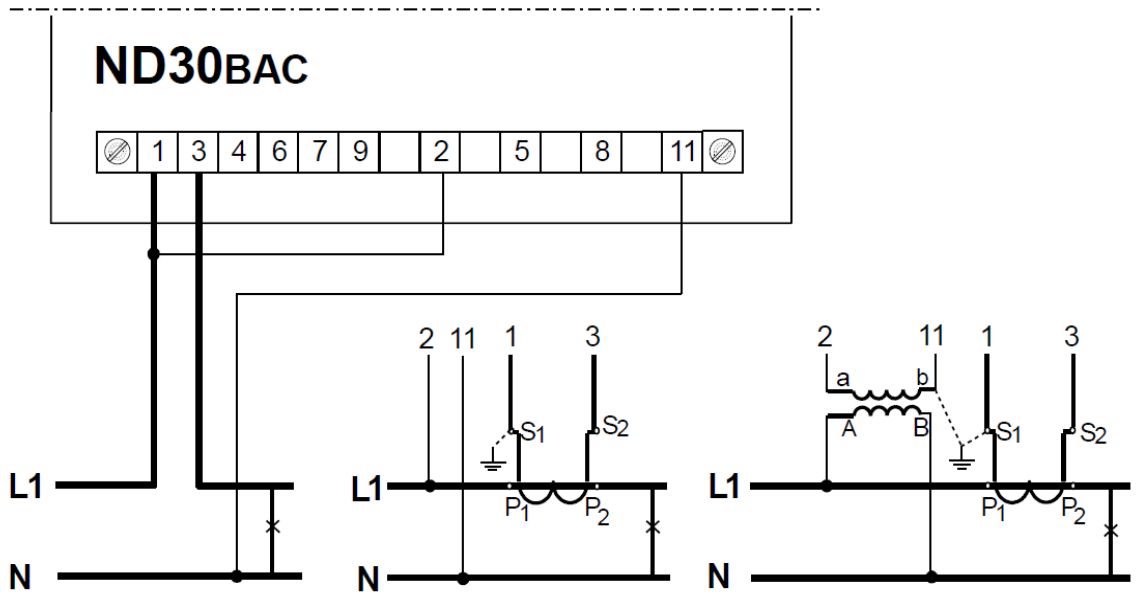 ND30BAC
1 3 4 6 7 9 2 5 8 11
2 11 1 3
2 11 1 3
a b
S1 S2
A B S1 S2
L1
L1 P1 P2
L1 P1 P2
N
N
N